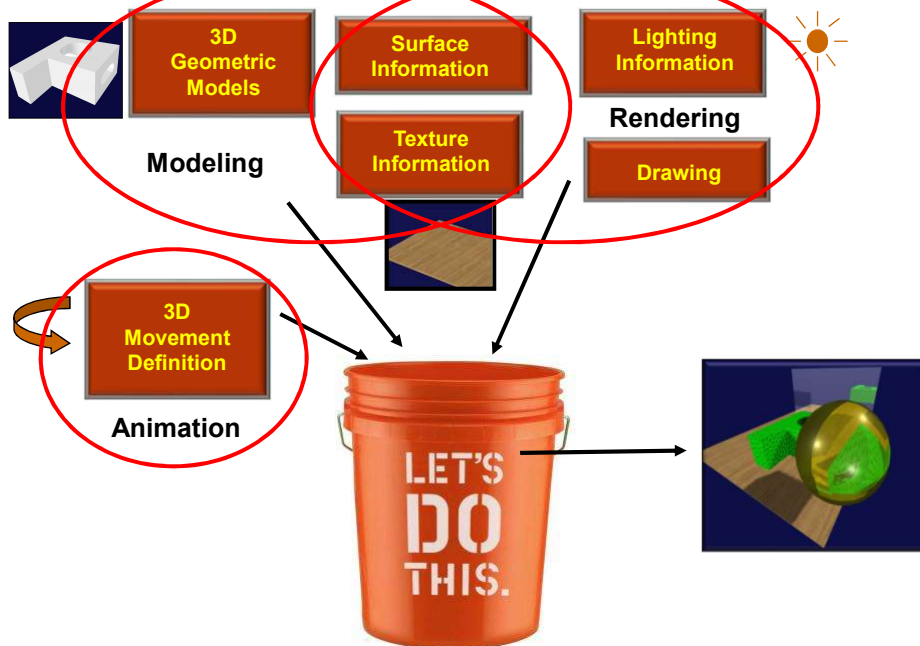 3D
Geometric
Models
Surface
Information
Lighting
Information
Rendering
Texture
Information
Modeling
Drawing
3D
Movement
Definition
Animation
LET'S
DO
THIS.